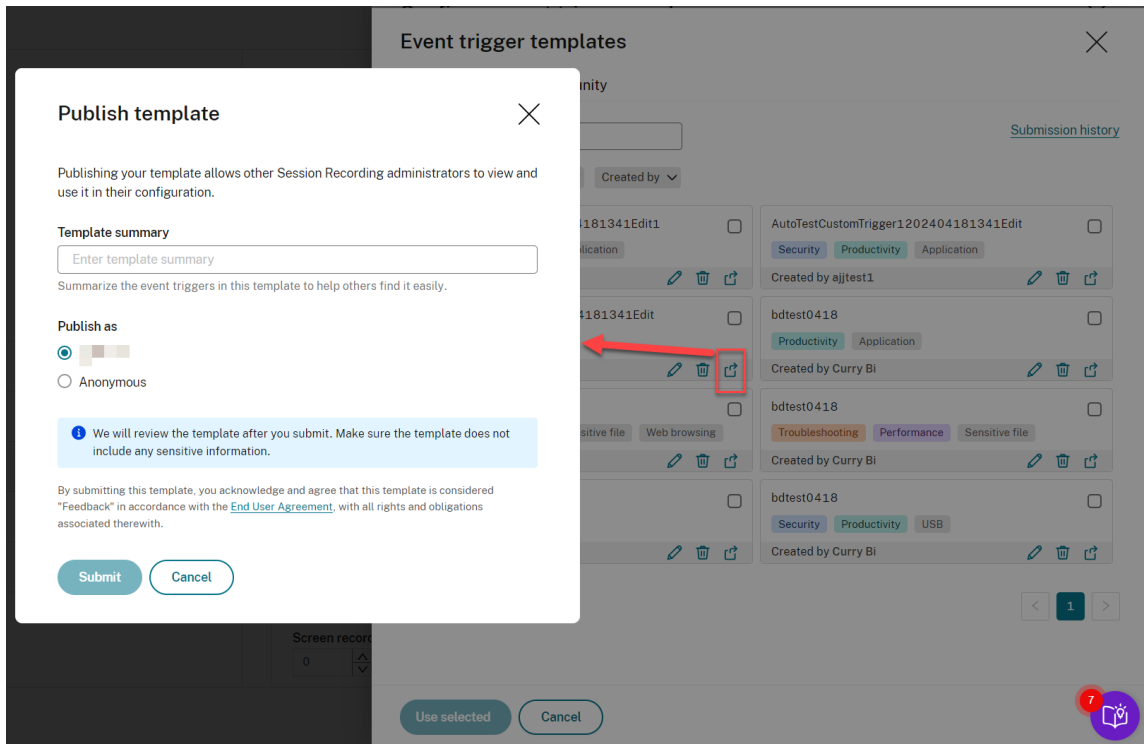 Event trigger templates
unity
Submission history
Created by
Publish template
Publishing your template allows other Session Recording administrators to view and
use it in their configuration.
Template summary
Enter template summary
Summarize the event triggers in this template to help others find it easily.
Publish as
Anonymous
We will review the template after you submit. Make sure the template does not
include any sensitive information.
By submitting this template, you acknowledge and agree that this template is considered
"Feedback" in accordance with the End User Agreement, with all rights and obligations
associated therewith.
Submit Cancel
4181341Edit1
plication
AutoTestCustomTrigger1202404181341Edit
Security Productivity Application
Created by ajjtest1
4181341Edit
bdtest0418
Productivity Application
Created by Curry Bi
sitive file Web browsing
bdtest0418
Troubleshooting Performance Sensitive file
Created by Curry Bi
bdtest0418
Security Productivity USB
Created by Curry Bi
< 1 >
Screen record
0
Use selected Cancel
7